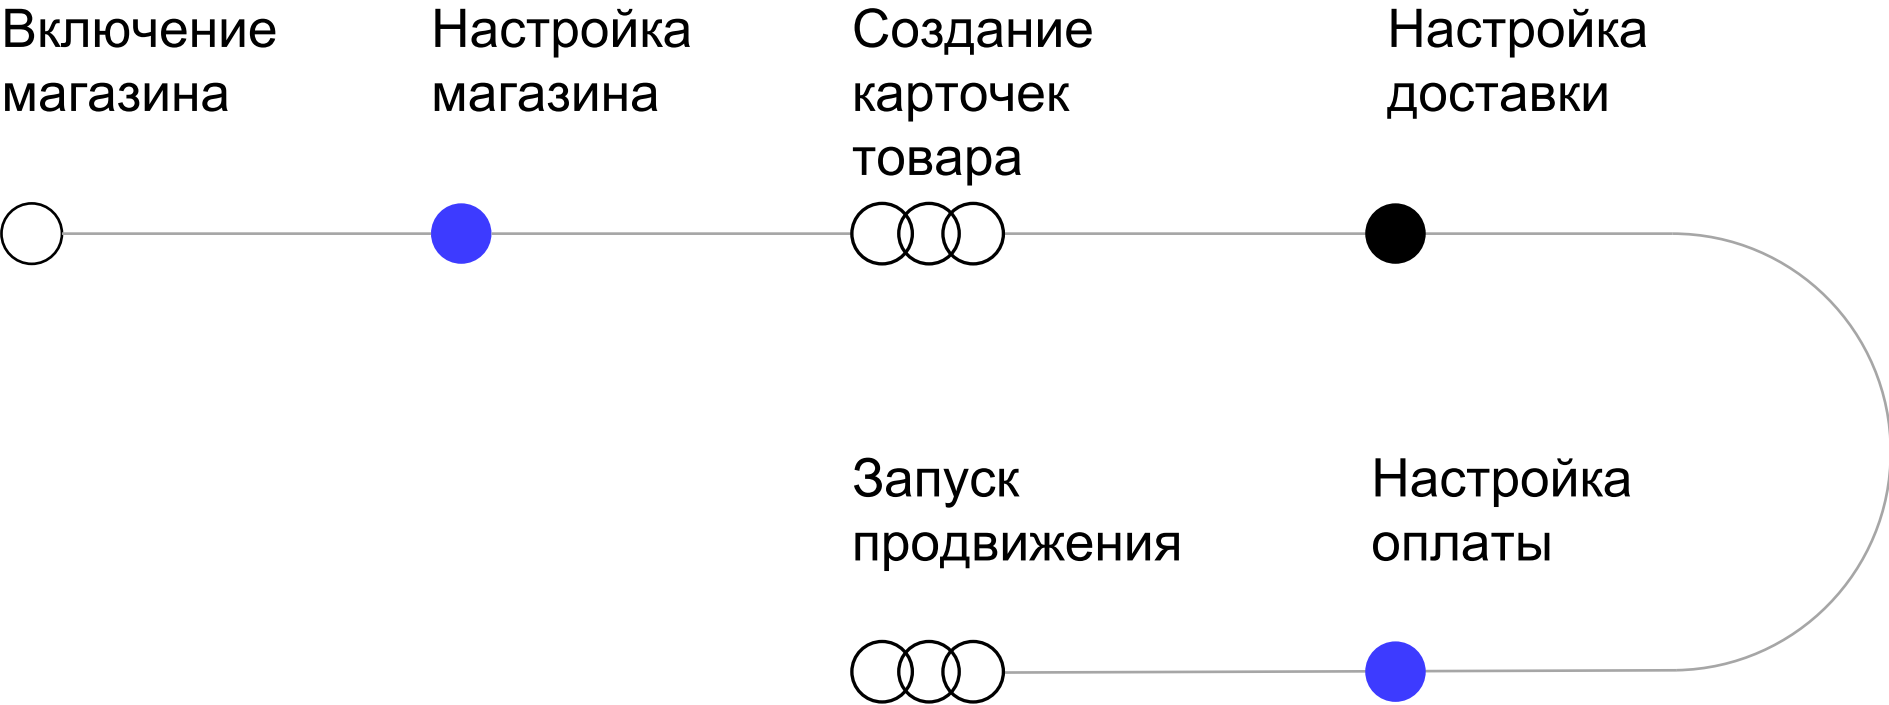 Включение
магазина
Настройка
магазина
Создание
карточек
товара
Настройка
доставки
Запуск
продвижения
Настройка
оплаты